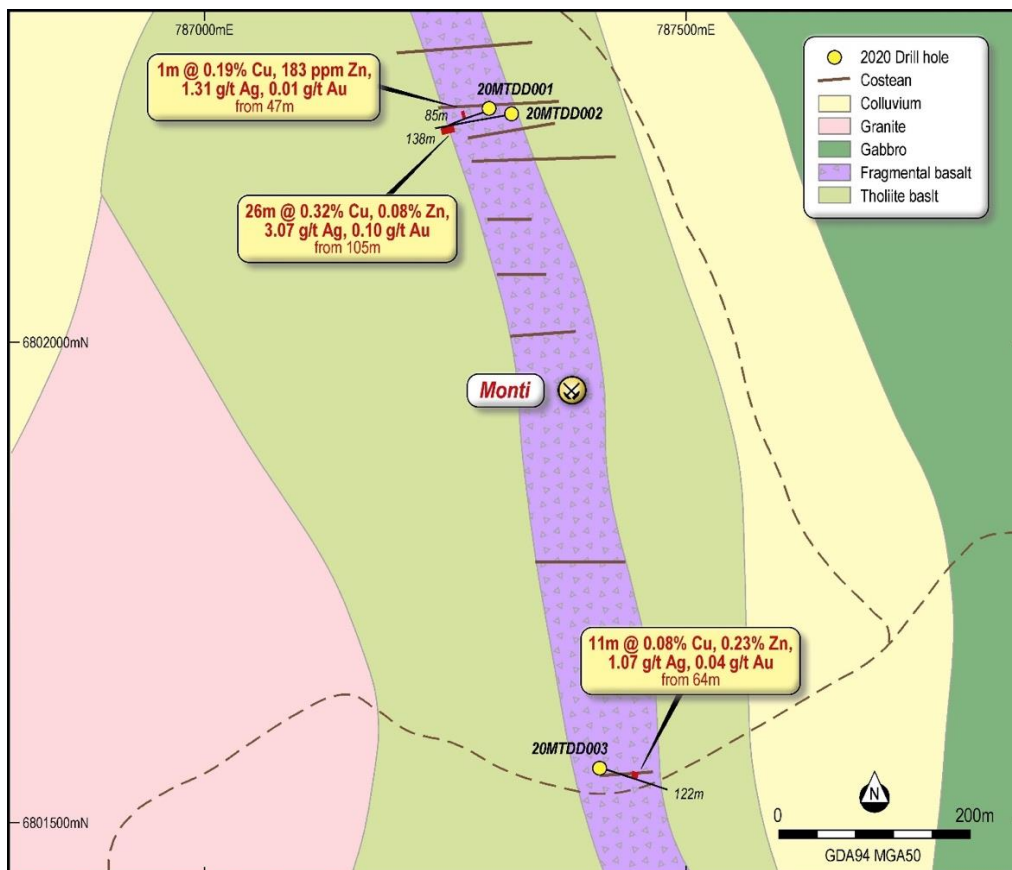 787000mE
787500mE
1m @ 0.19% Cu, 183 ppm Zn,
1.31 g/t Ag, 0.01 g/t Au
from 47m
20MTDD001
20MTDD002
85m
138m
26m @ 0.32% Cu, 0.08% Zn,
3.07 g/t Ag, 0.10 g/t Au
from 105m
2020 Drill hole
Costean
Colluvium
Granite
Gabbro
Fragmental basalt
Tholiite baslt
6802000mN
Monti
11m @ 0.08% Cu, 0.23% Zn,
1.07 g/t Ag, 0.04 g/t Au
from 64m
20MTDD003
122m
6801500mN
N
0
200m
GDA94 MGA50